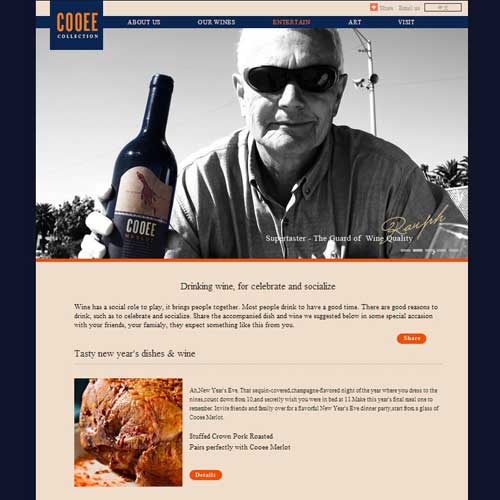 Share Email us 中文
COOEE
COLLECTION
ABOUT US OUR WINES ENTERTAIN ART VISIT
COOEE
MERLOT
Ralph
Supertaster - The Guard of Wine Quality
Drinking wine, for celebrate and socialize
Wine has a social role to play, it brings people together. Most people drink to have a good time. There are good reasons to
drink, such as to celebrate and socialize. Share the accompanied dish and wine we suggested below in some special accasion
with your friends, your famialy, they expect something like this from you.
Share
Tasty new year's dishes & wine
Ah,New Year's Eve. That sequin-covered,champagne-flavored night of the year where you dress to the
nines,count down from 10,and secretly wish you were in bed at 11.Make this year's final meal one to
remember. Invite friends and family over for a flavorful New Year's Eve dinner party,start from a glass of
Cooee Merlot.
Stuffed Crown Pork Roasted
Pairs perfectly with Cooee Merlot
Details